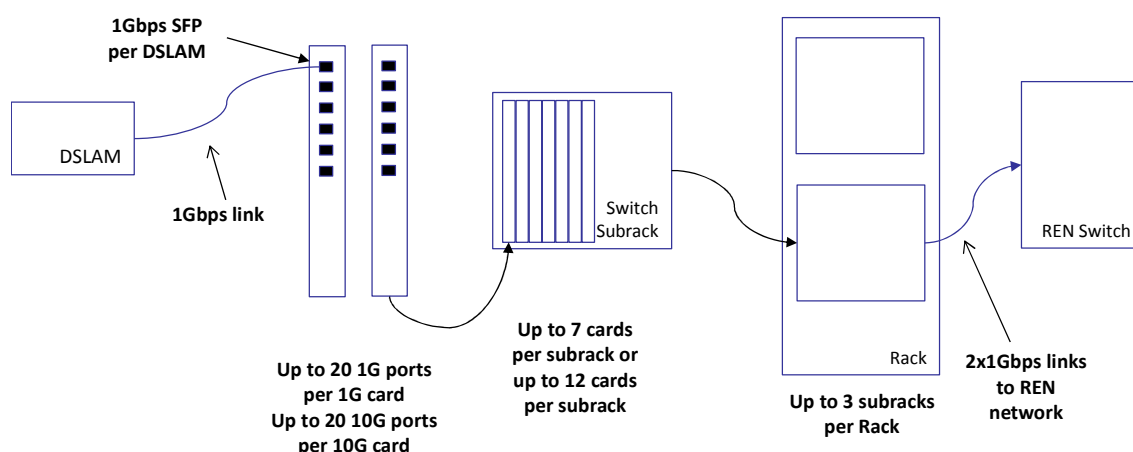 1Gbps SFP
per DSLAM
DSLAM
1Gbps link
Up to 20 1G ports
per 1G card
Up to 20 10G ports
per 10G card
Switch
Subrack
Up to 7 cards
per subrack or
up to 12 cards
per subrack
Rack
Up to 3 subracks
per Rack
REN Switch
2x1Gbps links
to REN
network